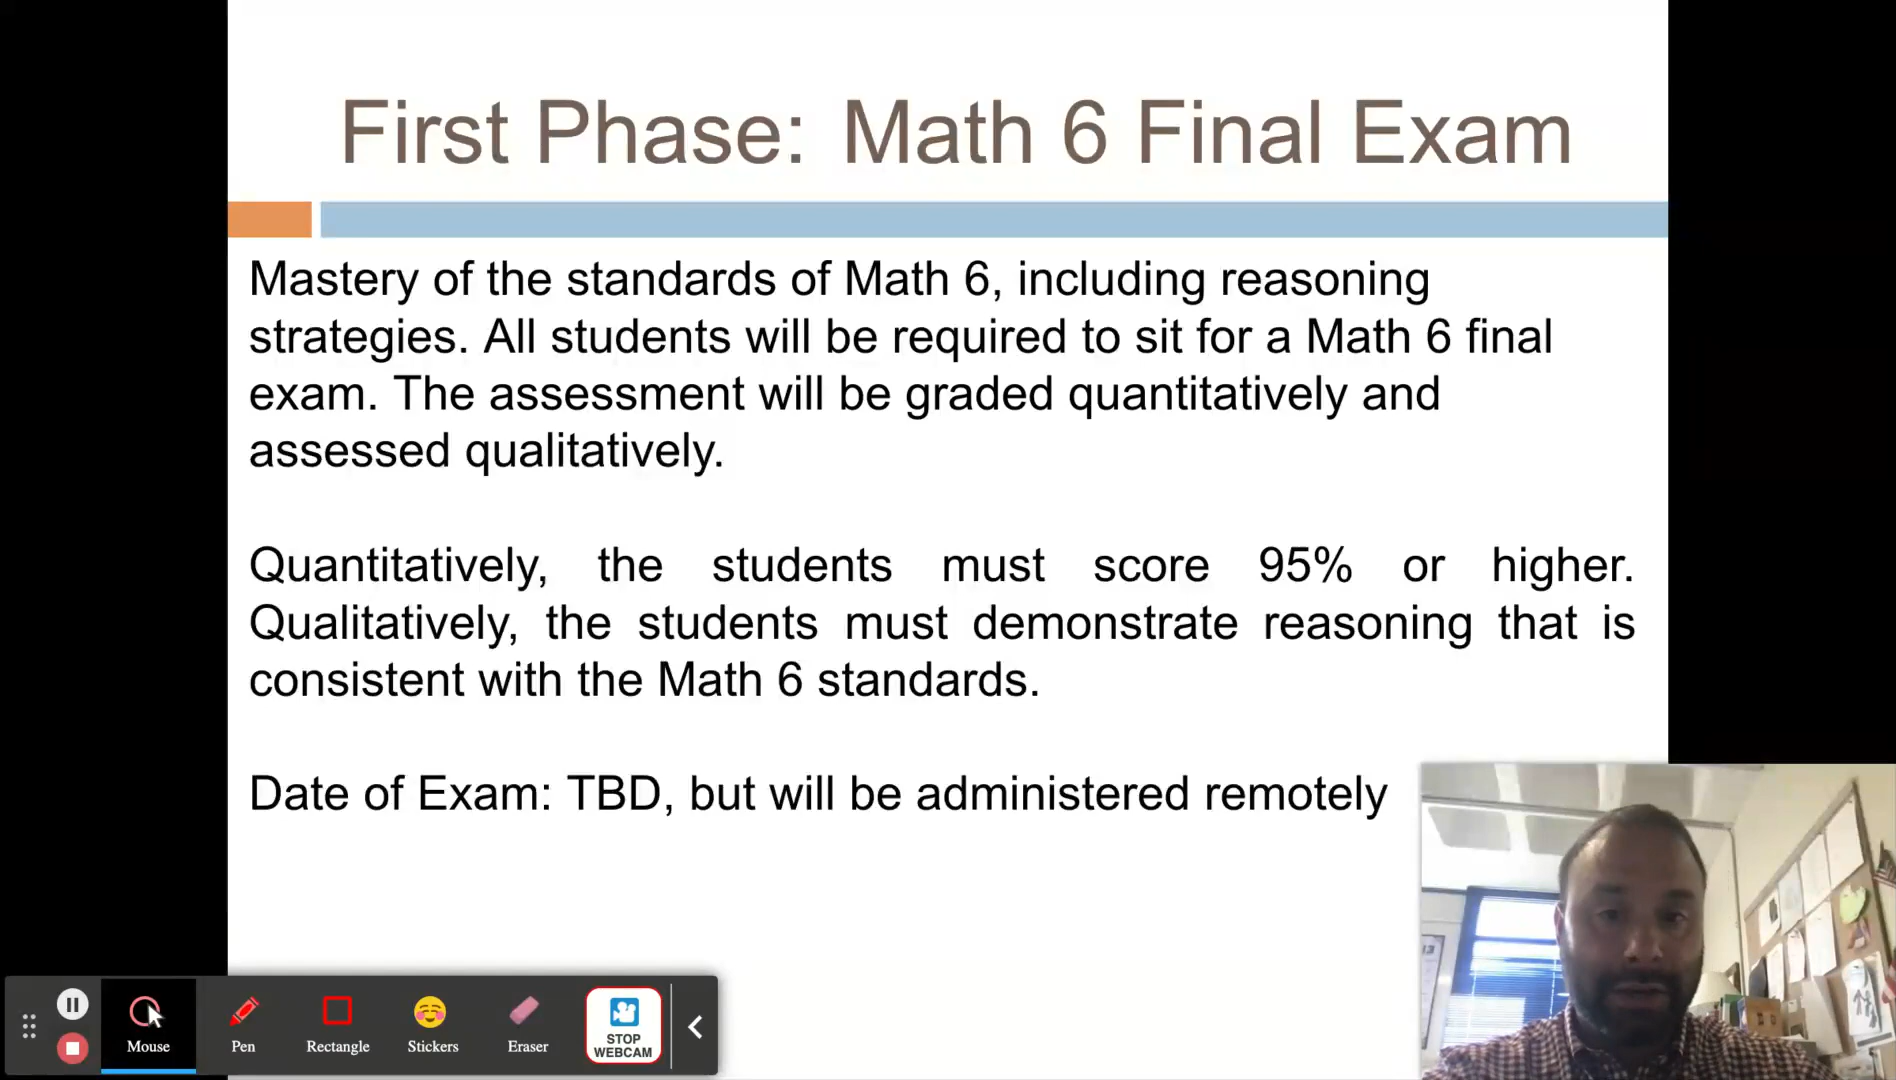 First Phase: Math 6 Final Exam
Mastery of the standards of Math 6, including reasoning
strategies. All students will be required to sit for a Math 6 final
exam. The assessment will be graded quantitatively and
assessed qualitatively.
Quantitatively, the students must score 95% or higher.
Qualitatively, the students must demonstrate reasoning that is
consistent with the Math 6 standards.
Date of Exam: TBD, but will be administered remotely
Mouse
Pen
Rectangle
Stickers
Eraser
STOP
WEBCAM